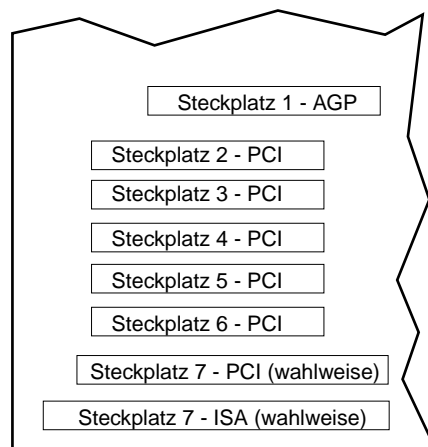 Steckplatz 1 - AGP
Steckplatz 2 - PCI
Steckplatz 3 - PCI
Steckplatz 4 - PCI
Steckplatz 5 - PCI
Steckplatz 6 - PCI
Steckplatz 7 - PCI (wahlweise)
Steckplatz 7 - ISA (wahlweise)